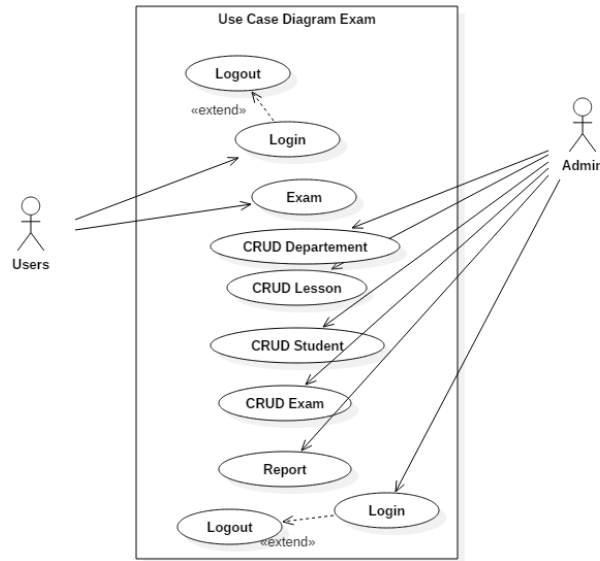 Use Case Diagram Exam
Logout
«extend»
Login
Admin
Exam
Users
CRUD Departement
CRUD Lesson
CRUD Student
CRUD Exam
Report
Login
Logout
«extend»